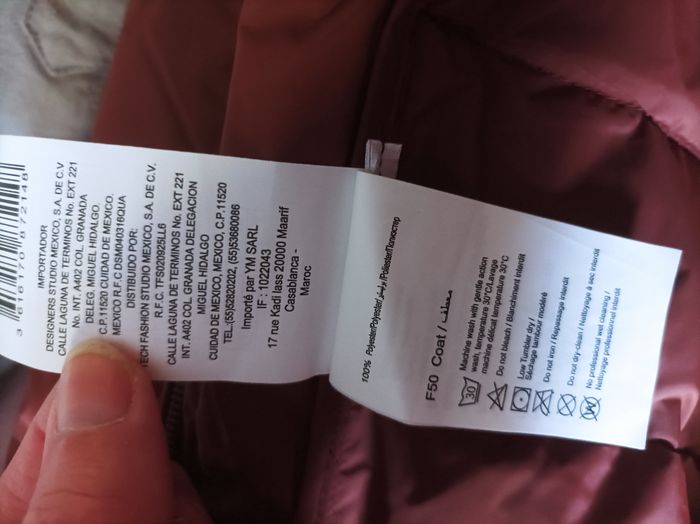 3 616170 872148
IMPORTADOR
DESIGNERS STUDIO MEXICO, S.A. DE C.V
CALLE LAGUNA DE TERMINOS No. EXT 221
No. INT. A402 COL. GRANADA
DELEG. MIGUEL HIDALGO.
C.P.11520 CUIDAD DE MEXICO.
MEXICO R.F.C DSM040316QUA
DISTIBUIDO POR:
TECH FASHION STUDIO MEXICO, S.A. DE C.V.
R.F.C. TFS020925LL6
CALLE LAGUNA DE TERMINOS No. EXT 221
INT. A402 COL. GRANADA DELEGACION
MIGUEL HIDALGO
CUIDAD DE MEXICO, MEXICO, C.P.11520
TEL:(55)52820202, (55)53680086
Importé par YM SARL
IF : 1022043
17 rue Kadi Iass 20000 Maarif
Casablanca -
Maroc
100% Polyester/Polyester/بوليستر/Poliester/Полиэстер
F50 Coat / معطف
30 Machine wash with gentle action
wash, temperature 30°C/Lavage
machine délicat température 30°C
Do not bleach / Blanchiment interdit
Low Tumbler dry /
Séchage tambour modéré
Do not iron / Repassage interdit
Do not dry-clean / Nettoyage à sec interdit
No professional wet cleaning /
Nettoyage professionnel interdit